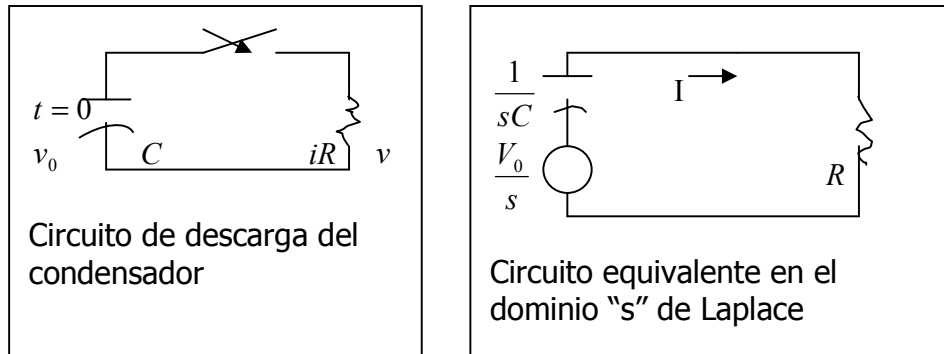 t = 0
v₀ C iR v
Circuito de descarga del
condensador
1/sC I
V₀/s R
Circuito equivalente en el
dominio “s” de Laplace